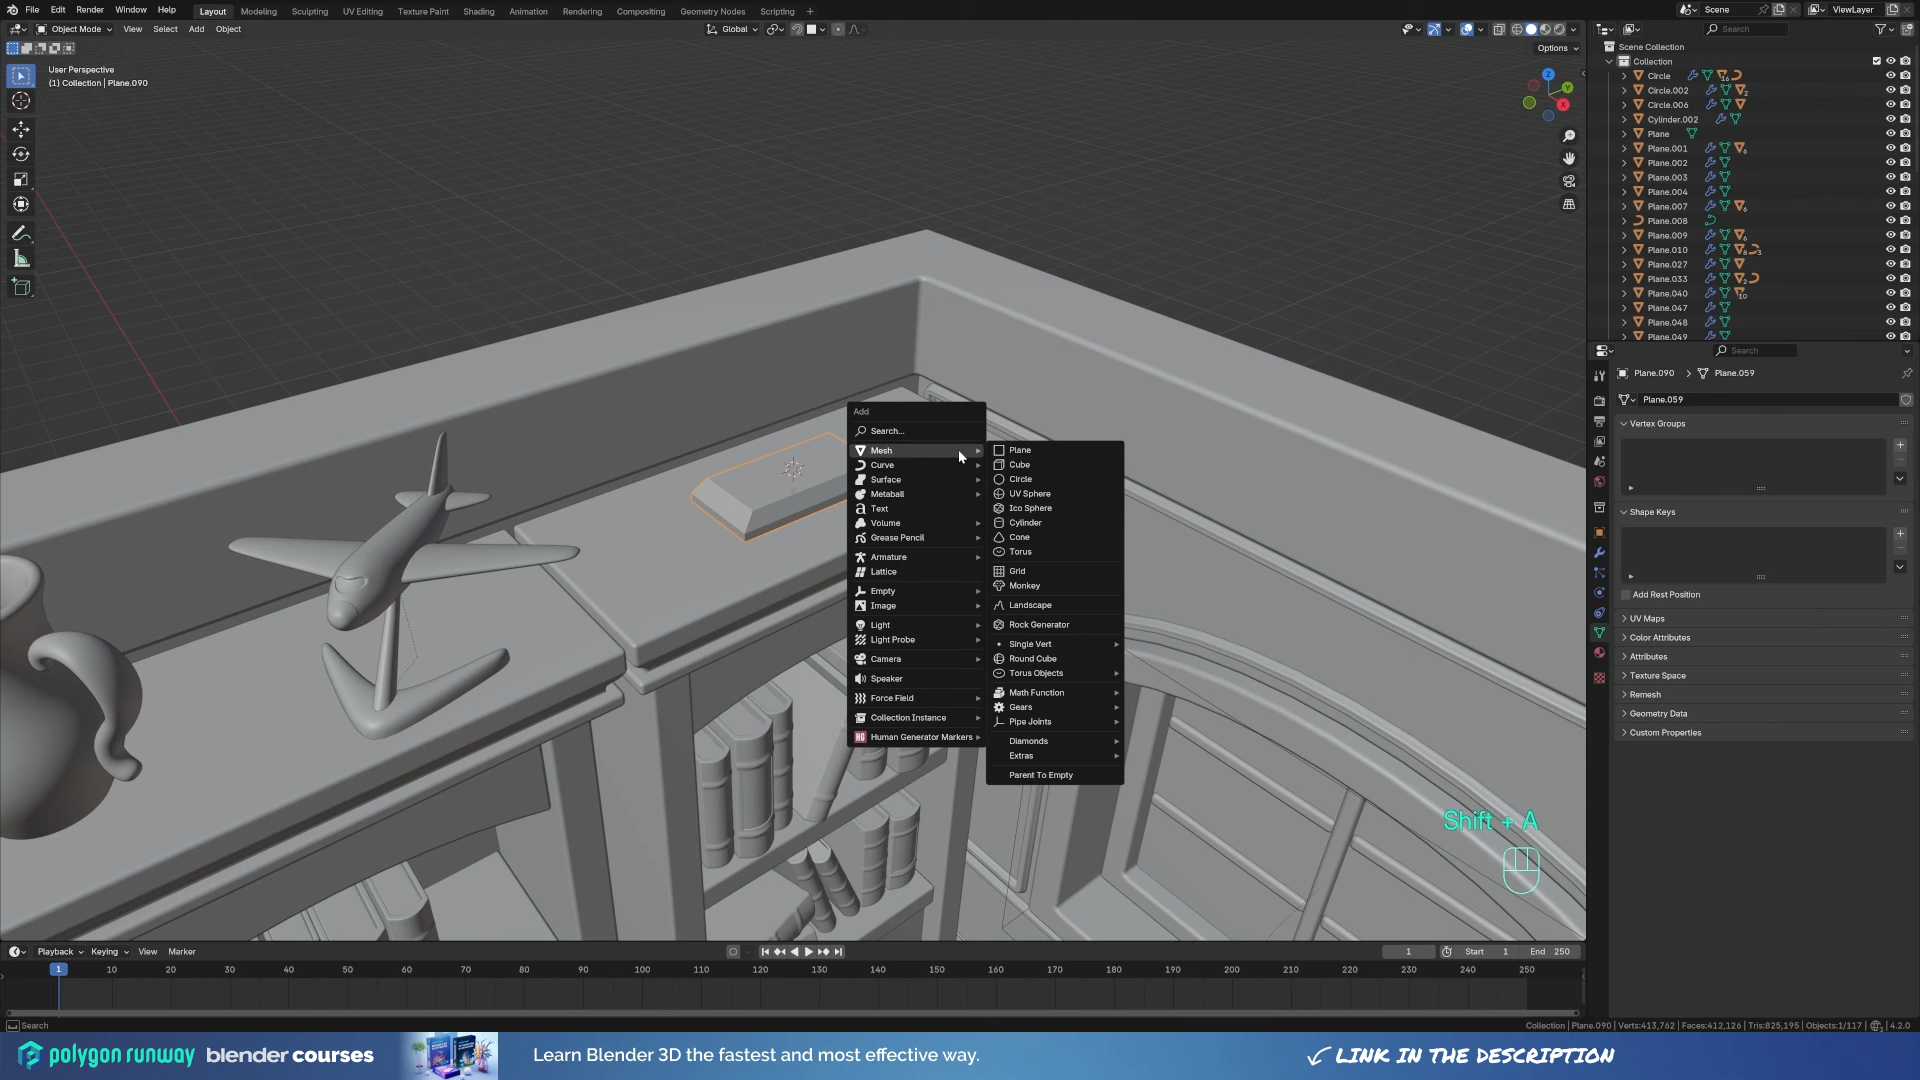 File Edit Render Window Help Layout Modeling Sculpting UV Editing Texture Paint Shading Animation Rendering Compositing Geometry Nodes Scripting + Scene ViewLayer
Object Mode View Select Add Object Global Search
Options
User Perspective
(1) Collection | Plane.090
Scene Collection
Collection
Circle 16
Circle.002 2
Circle.006
Cylinder.002
Plane
Plane.001 6
Plane.002
Plane.003
Plane.004
Plane.007 6
Plane.008
Plane.009 6
Plane.010 8 3
Plane.027
Plane.033 2
Plane.040 10
Plane.047
Plane.048
Plane.049
Search
Plane.090 > Plane.059
Plane.059
Vertex Groups
Shape Keys
Add Rest Position
UV Maps
Color Attributes
Attributes
Texture Space
Remesh
Geometry Data
Custom Properties
Z
Y
X
Add
Search...
Mesh
Curve
Surface
Metaball
Text
Volume
Grease Pencil
Armature
Lattice
Empty
Image
Light
Light Probe
Camera
Speaker
Force Field
Collection Instance
HG Human Generator Markers
Plane
Cube
Circle
UV Sphere
Ico Sphere
Cylinder
Cone
Torus
Grid
Monkey
Landscape
Rock Generator
Single Vert
Round Cube
Torus Objects
Math Function
Gears
Pipe Joints
Diamonds
Extras
Parent To Empty
Shift + A
Playback Keying View Marker 1 Start 1 End 250
1 10 20 30 40 50 60 70 80 90 100 110 120 130 140 150 160 170 180 190 200 210 220 230 240 250
Search
Collection | Plane.090 | Verts:413,762 | Faces:412,126 | Tris:825,195 | Objects:1/117 | 4.2.0
polygon runway blender courses Learn Blender 3D the fastest and most effective way. LINK IN THE DESCRIPTION